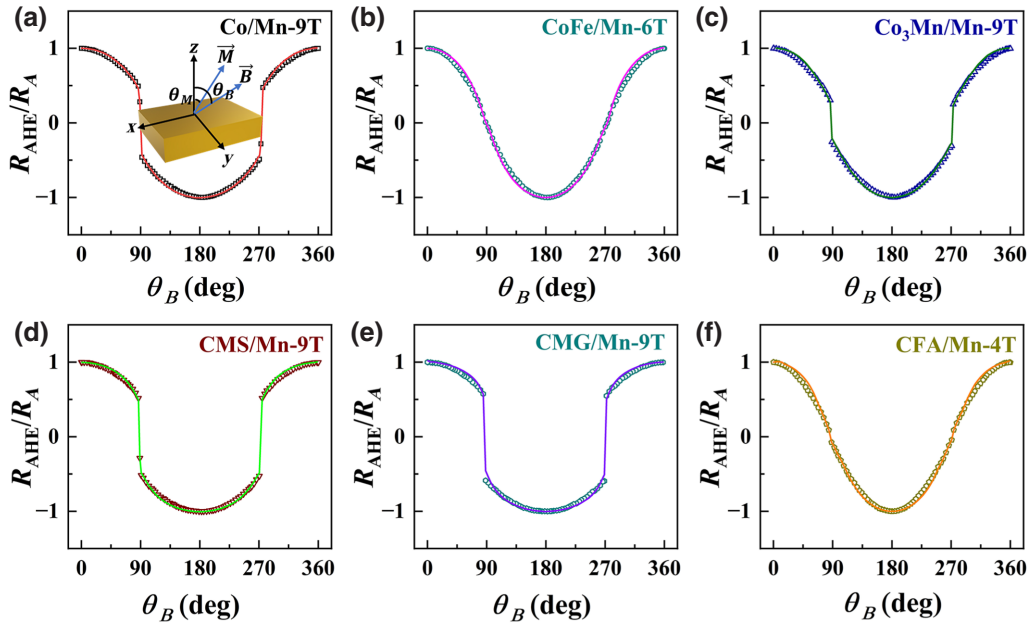 (a) Co/Mn-9T
R_AHE/R_A
1
0
−1
z
M
B
θ_M
θ_B
x
y
0 90 180 270 360
θ_B (deg)
(b) CoFe/Mn-6T
R_AHE/R_A
1
0
−1
0 90 180 270 360
θ_B (deg)
(c) Co₃Mn/Mn-9T
R_AHE/R_A
1
0
−1
0 90 180 270 360
θ_B (deg)
(d) CMS/Mn-9T
R_AHE/R_A
1
0
−1
0 90 180 270 360
θ_B (deg)
(e) CMG/Mn-9T
R_AHE/R_A
1
0
−1
0 90 180 270 360
θ_B (deg)
(f) CFA/Mn-4T
R_AHE/R_A
1
0
−1
0 90 180 270 360
θ_B (deg)